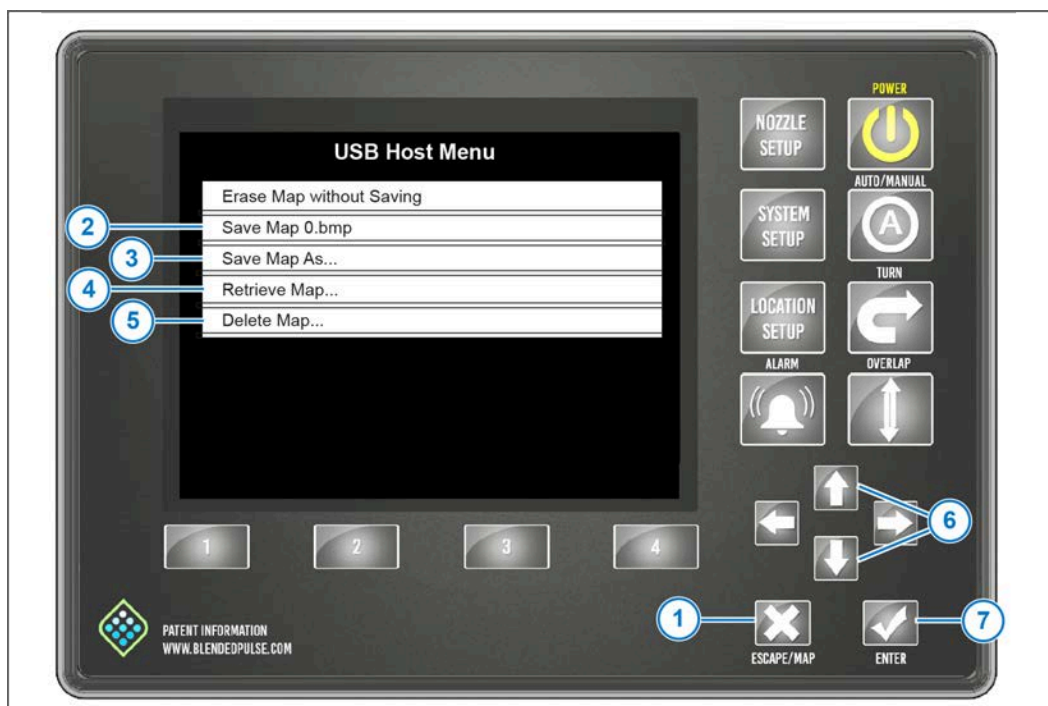 POWER
NOZZLE
SETUP
USB Host Menu
AUTO/MANUAL
Erase Map without Saving
2
Save Map 0.bmp
SYSTEM
SETUP
A
3
Save Map As...
TURN
4
Retrieve Map...
5
Delete Map...
LOCATION
SETUP
ALARM
OVERLAP
6
1
2
3
4
1
7
PATENT INFORMATION
WWW.BLENDEDPULSE.COM
ESCAPE/MAP
ENTER